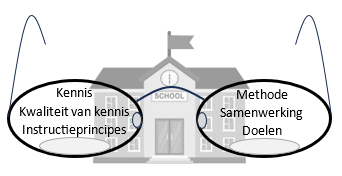 Kennis
Kwaliteit van kennis
Instructieprincipes
SCHOOL
Methode
Samenwerking
Doelen